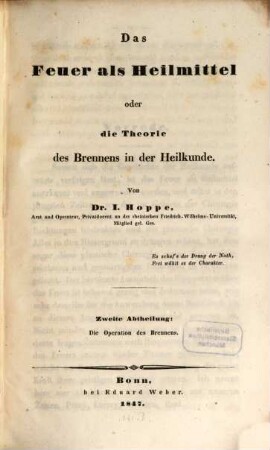 Das
Feuer als Heilmittel
oder
die Theorie
des Brennens in der Heilkunde.
Von
Dr. I. Hoppe,
Arzt und Operateur, Privatdocent an der rheinischen Friedrich-Wilhelms-Universität,
Mitglied gel. Ges.
Es schuf's der Drang der Noth,
Frei wählt es der Charakter.
Zweite Abtheilung:
Die Operation des Brennens.
Bonn,
bei Eduard Weber.
1847.